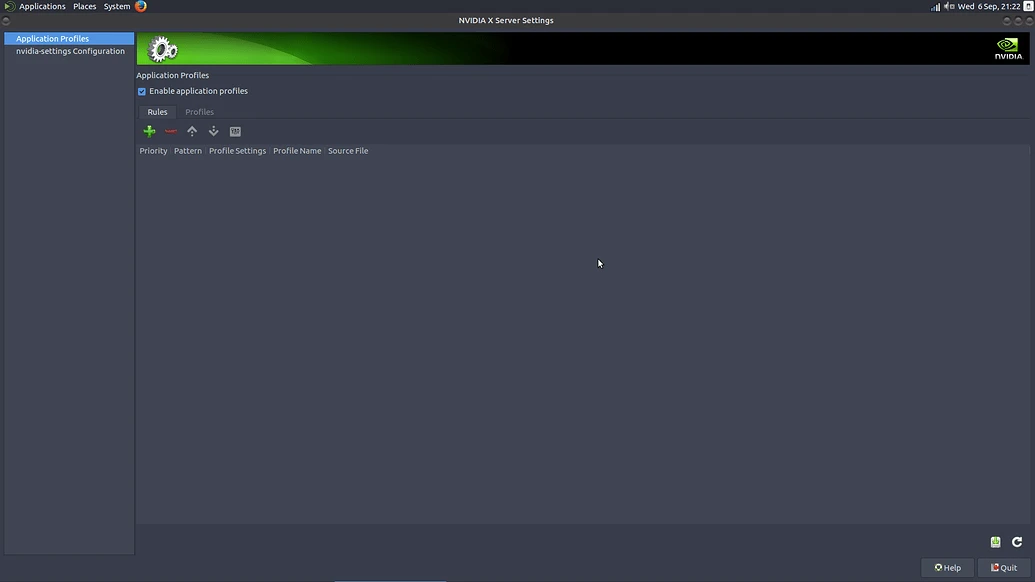 Applications Places System Wed 6 Sep, 21:22
NVIDIA X Server Settings
Application Profiles
nvidia-settings Configuration
NVIDIA
Application Profiles
Enable application profiles
Rules Profiles
Priority Pattern Profile Settings Profile Name Source File
Help Quit